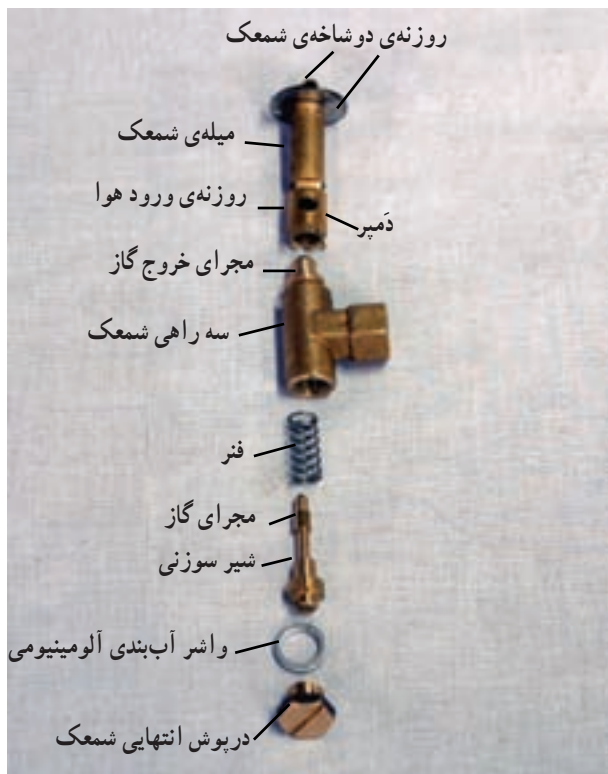 روزنه‌ی دوشاخه‌ی شمعک
میله‌ی شمعک
روزنه‌ی ورود هوا
دَمپر
مجرای خروج گاز
سه راهی شمعک
فنر
مجرای گاز
شیر سوزنی
واشر آب‌بندی آلومینیومی
درپوش انتهایی شمعک